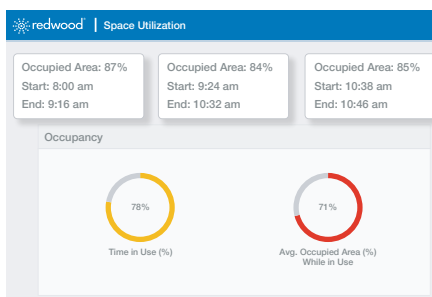 redwood | Space Utilization
Occupied Area: 87%
Start: 8:00 am
End: 9:16 am
Occupied Area: 84%
Start: 9:24 am
End: 10:32 am
Occupied Area: 85%
Start: 10:38 am
End: 10:46 am
Occupancy
78%
Time in Use (%)
71%
Avg. Occupied Area (%)
While in Use